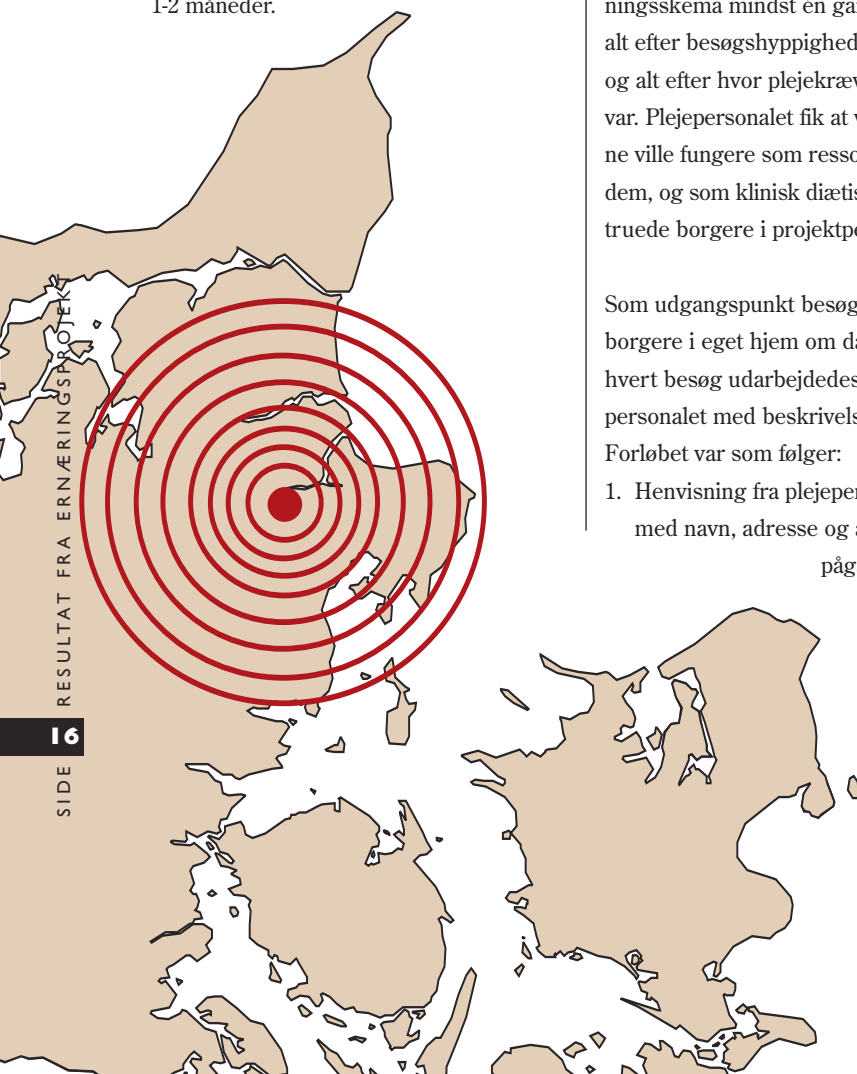 1-2 måneder.
ningsskema mindst én gan
alt efter besøgshyppighed
og alt efter hvor plejekræv
var. Plejepersonalet fik at v
ne ville fungere som resso
dem, og som klinisk diætis
truede borgere i projektpe
Som udgangspunkt besøg
borgere i eget hjem om da
hvert besøg udarbejdedes
personalet med beskrivels
Forløbet var som følger:
1. Henvisning fra plejeper
med navn, adresse og a
påg
SIDE 16 RESULTAT FRA ERNÆRINGSPROJEKT